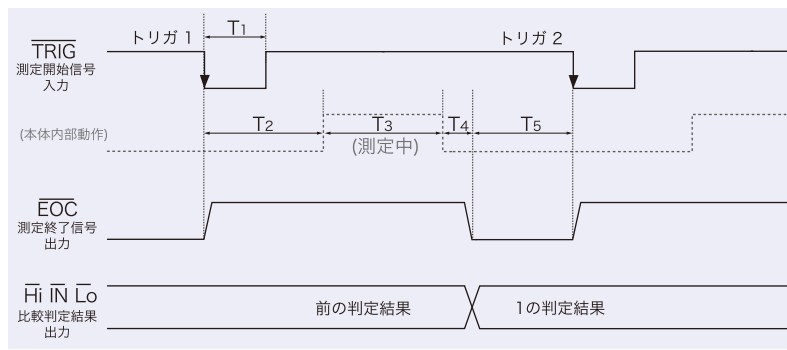 トリガ 1
T1
トリガ 2
TRIG
測定開始信号
入力
(本体内部動作)
T2
T3
T4
T5
(測定中)
EOC
測定終了信号
出力
Hi IN Lo
比較判定結果
出力
前の判定結果
1の判定結果